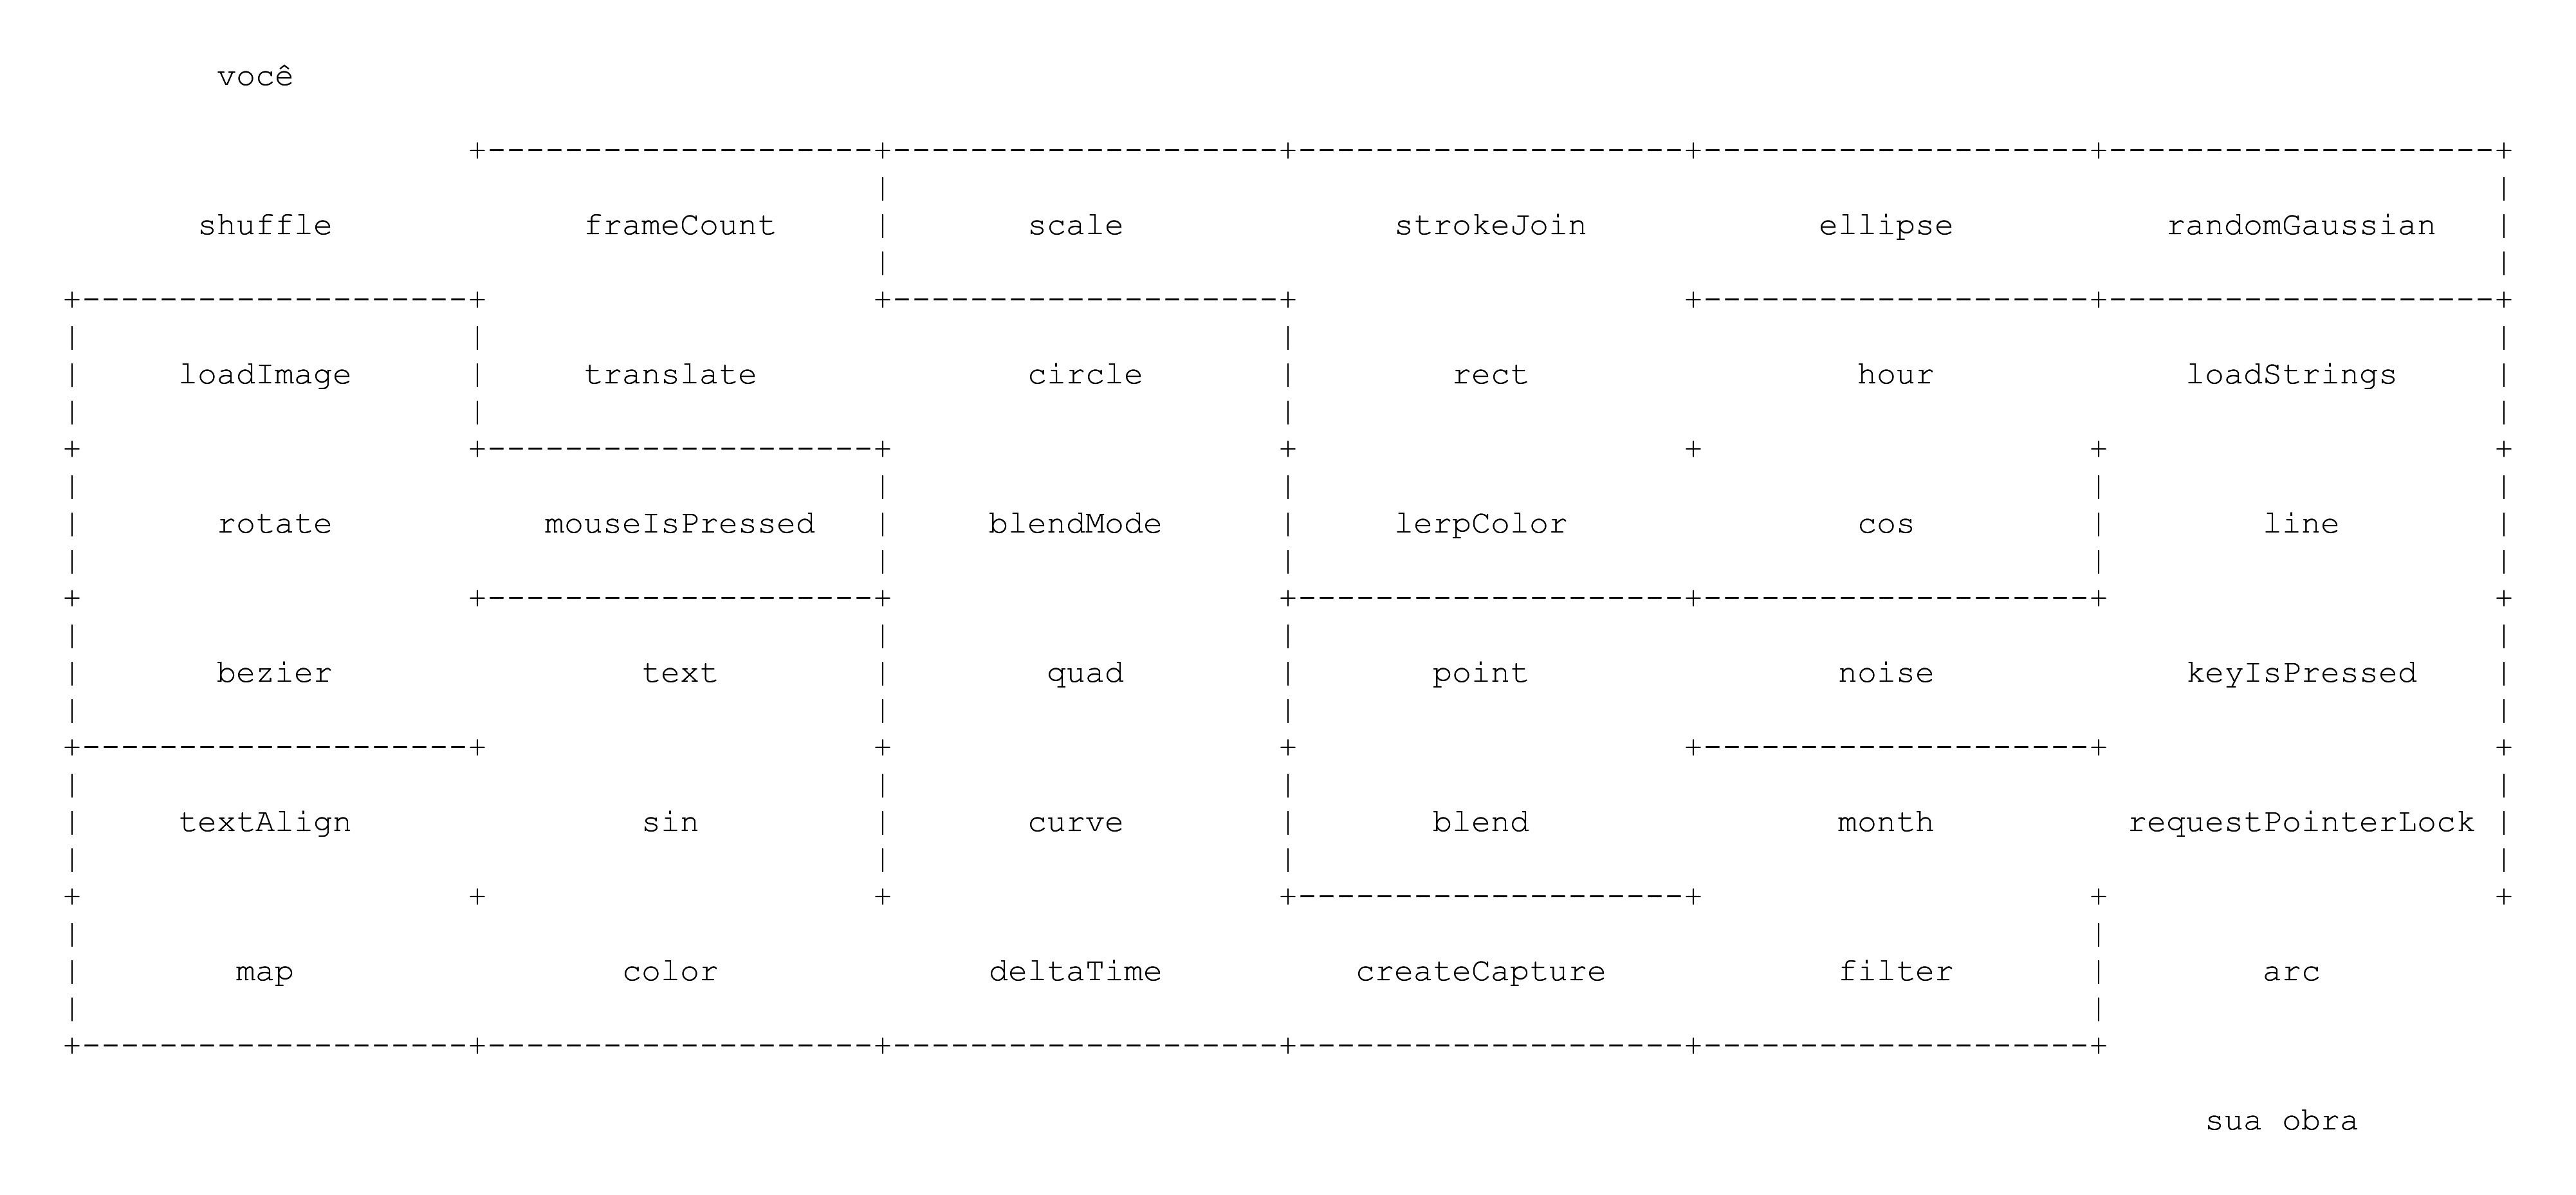 você
shuffle frameCount scale strokeJoin ellipse randomGaussian
loadImage translate circle rect hour loadStrings
rotate mouseIsPressed blendMode lerpColor cos line
bezier text quad point noise keyIsPressed
textAlign sin curve blend month requestPointerLock
map color deltaTime createCapture filter arc
sua obra